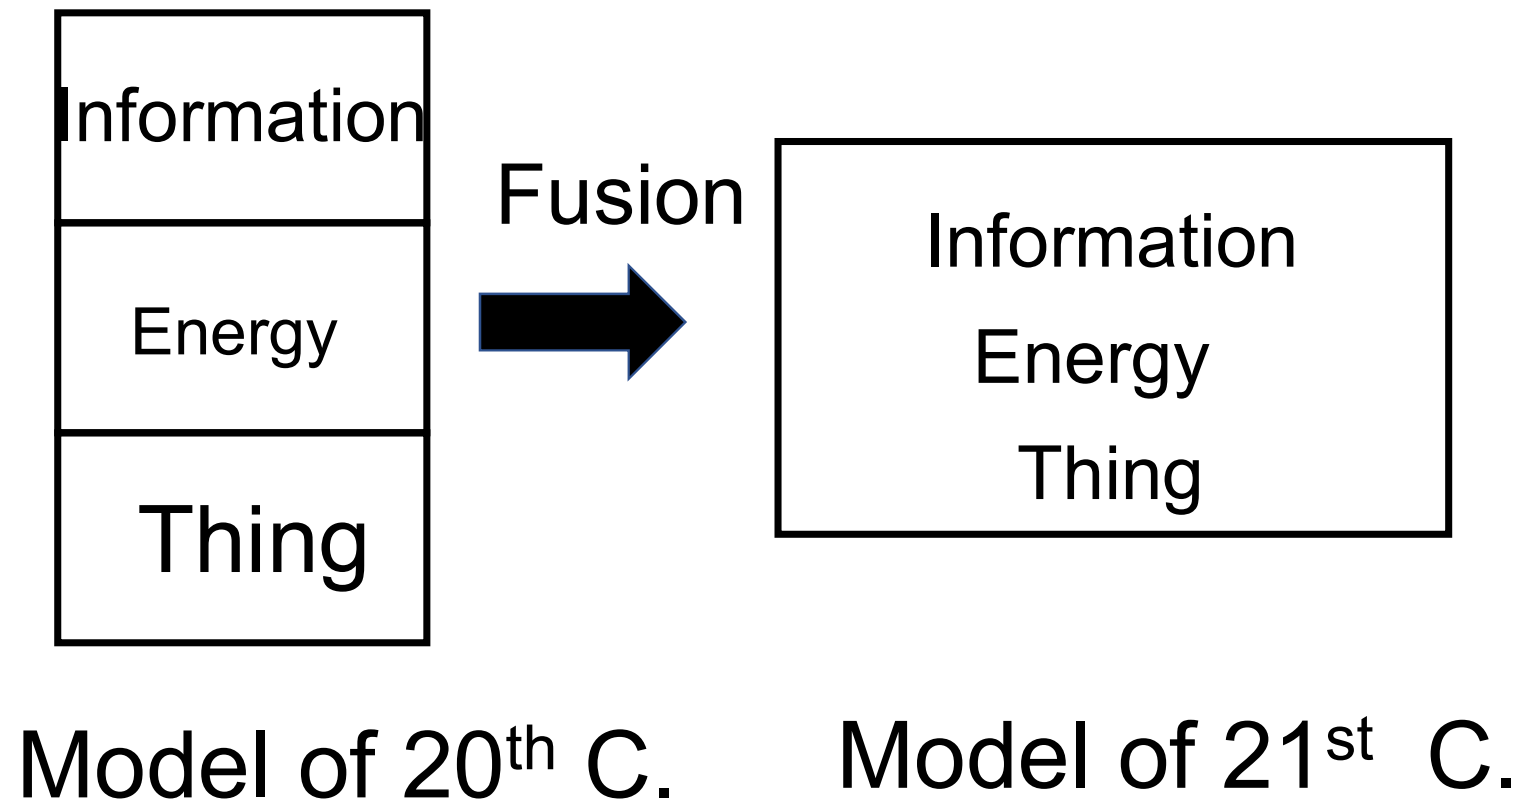 Information
Energy
Thing
Fusion
Information
Energy
Thing
Model of 20th C.
Model of 21st C.